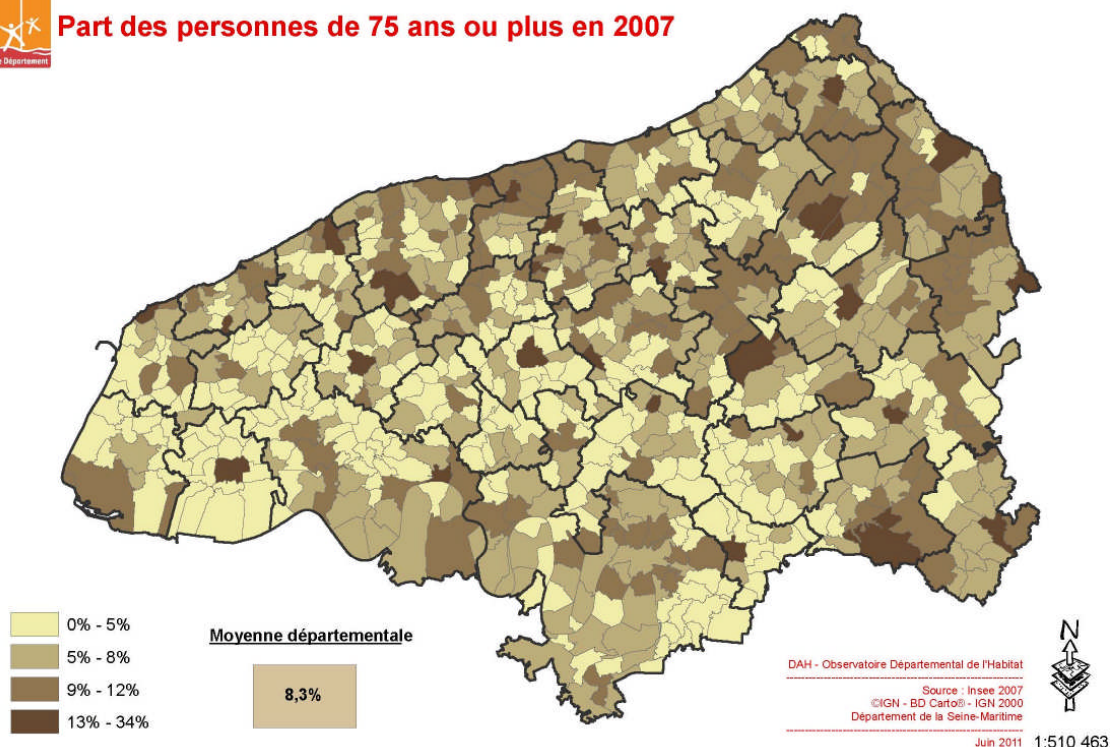 Part des personnes de 75 ans ou plus en 2007
e Département
0% - 5%
5% - 8%
9% - 12%
13% - 34%
Moyenne départementale
8,3%
N
DAH - Observatoire Départemental de l'Habitat
Source : Insee 2007
©IGN - BD Carto® - IGN 2000
Département de la Seine-Maritime
Juin 2011 1:510 463